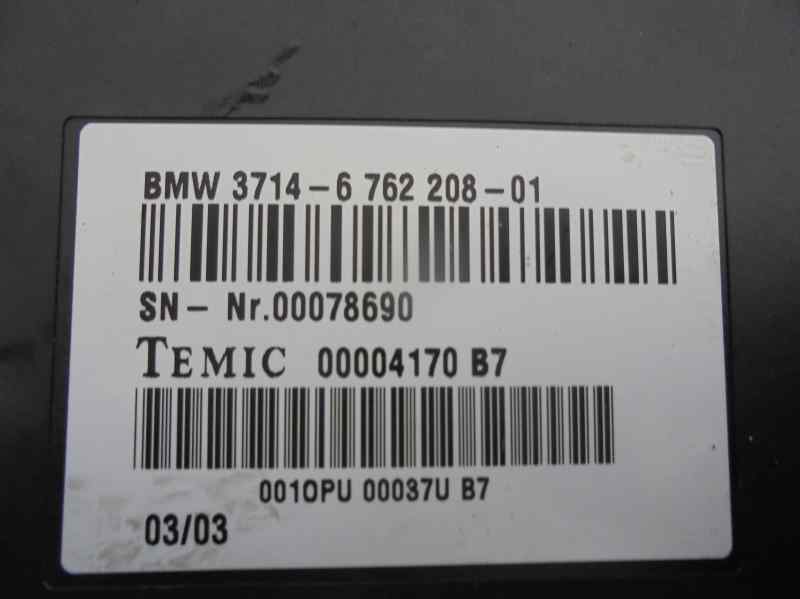 BMW 3714-6 762 208-01
SN- Nr.00078690
TEMIC 00004170 B7
001OPU 00037U B7
03/03